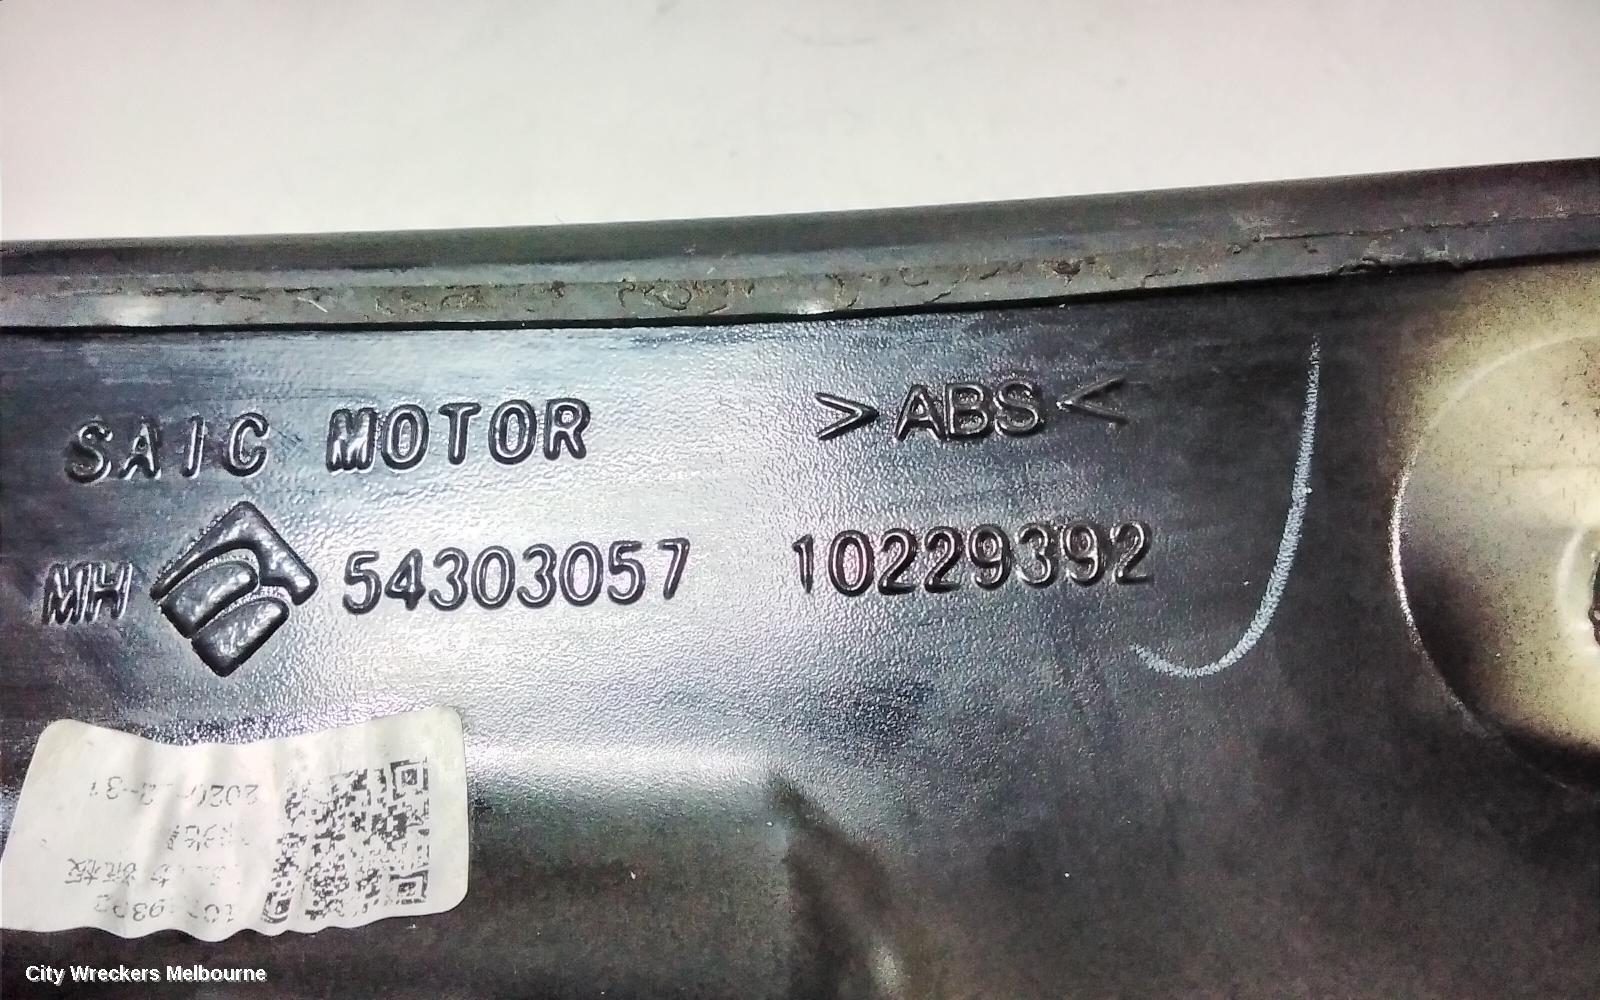 SAIC MOTOR >ABS<
MH 54303057 10229392
City Wreckers Melbourne